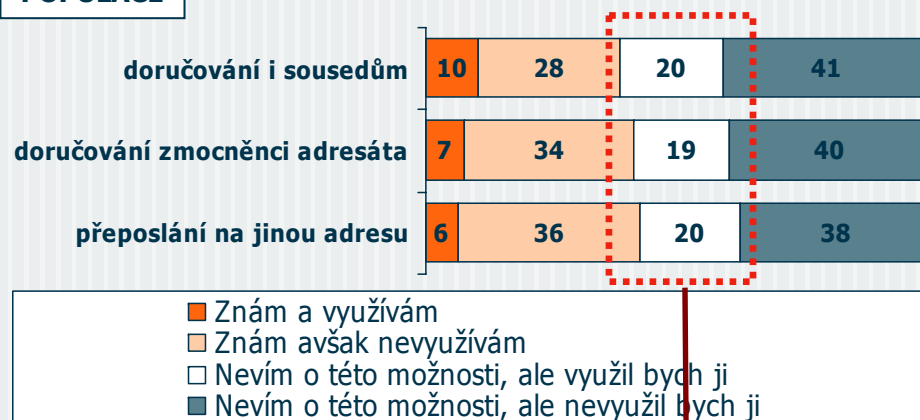 doručování i sousedům 10 28 20 41
doručování zmocněnci adresáta 7 34 19 40
přeposlání na jinou adresu 6 36 20 38
Znám a využívám
Znám avšak nevyužívám
Nevím o této možnosti, ale využil bych ji
Nevím o této možnosti, ale nevyužil bych ji